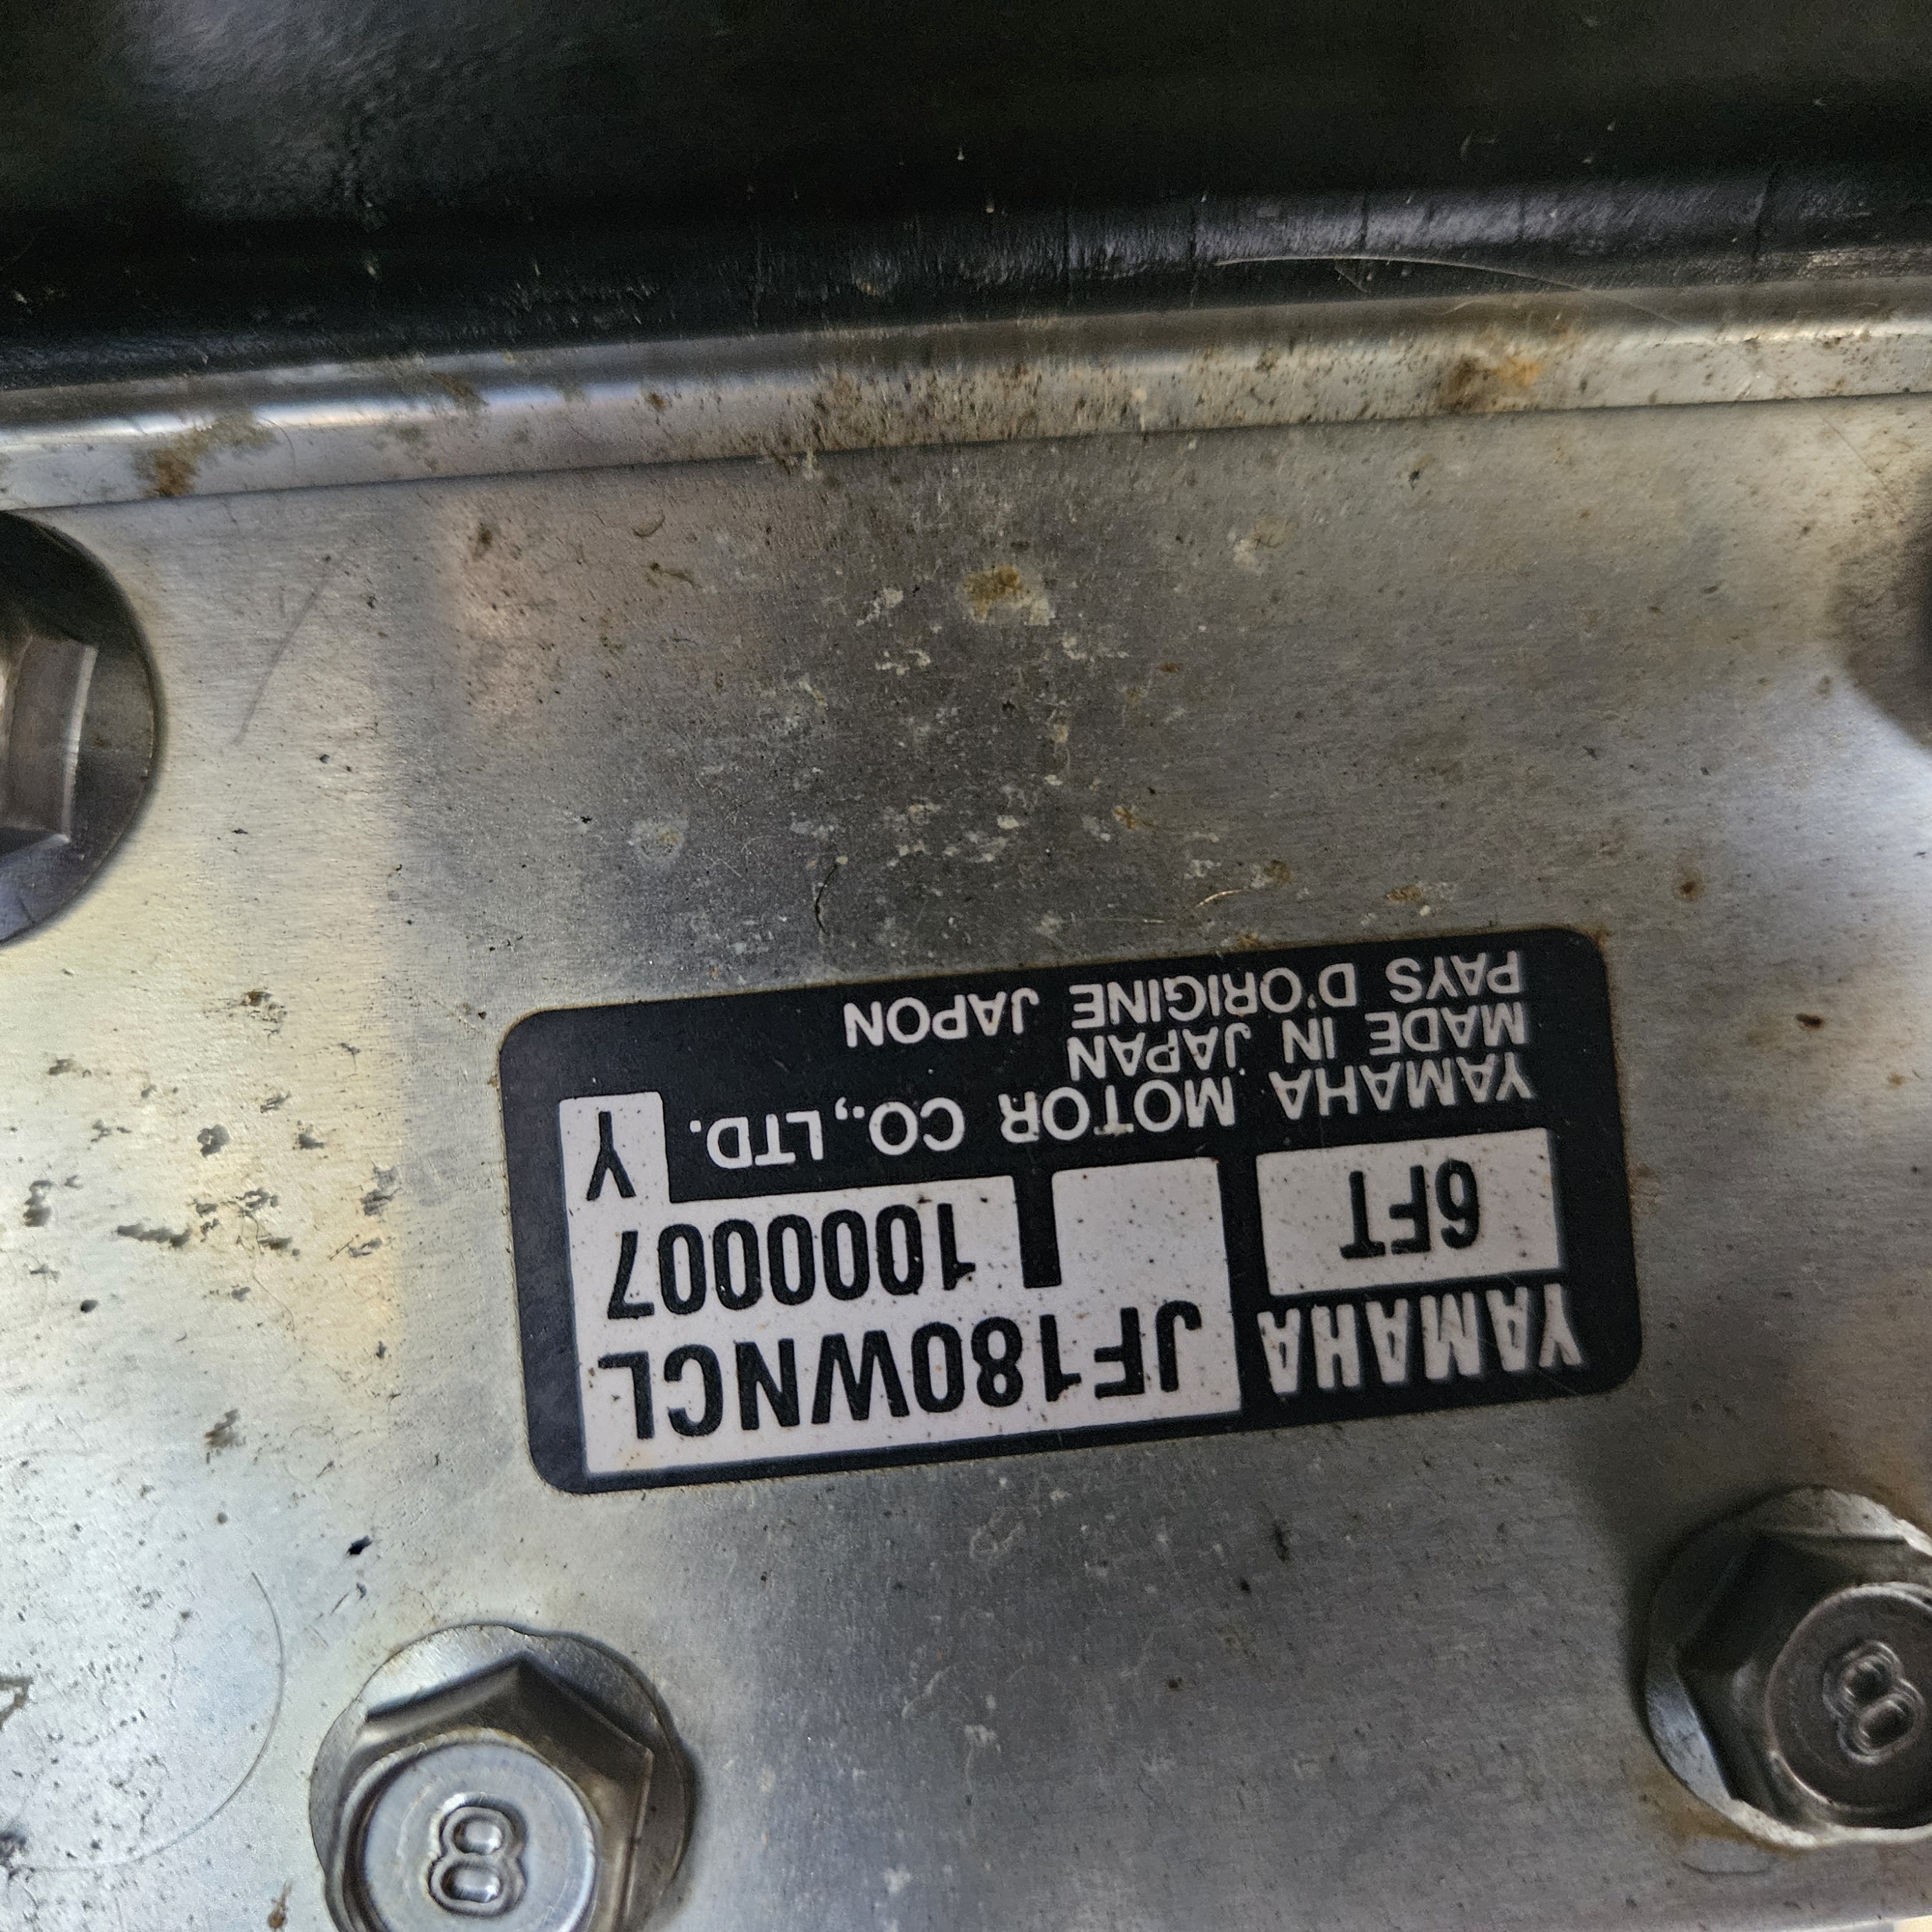 YAMAHA JF180WNCL
6FT 1000007
YAMAHA MOTOR CO.,LTD. Y
MADE IN JAPAN
PAYS D'ORIGINE JAPON
8
8